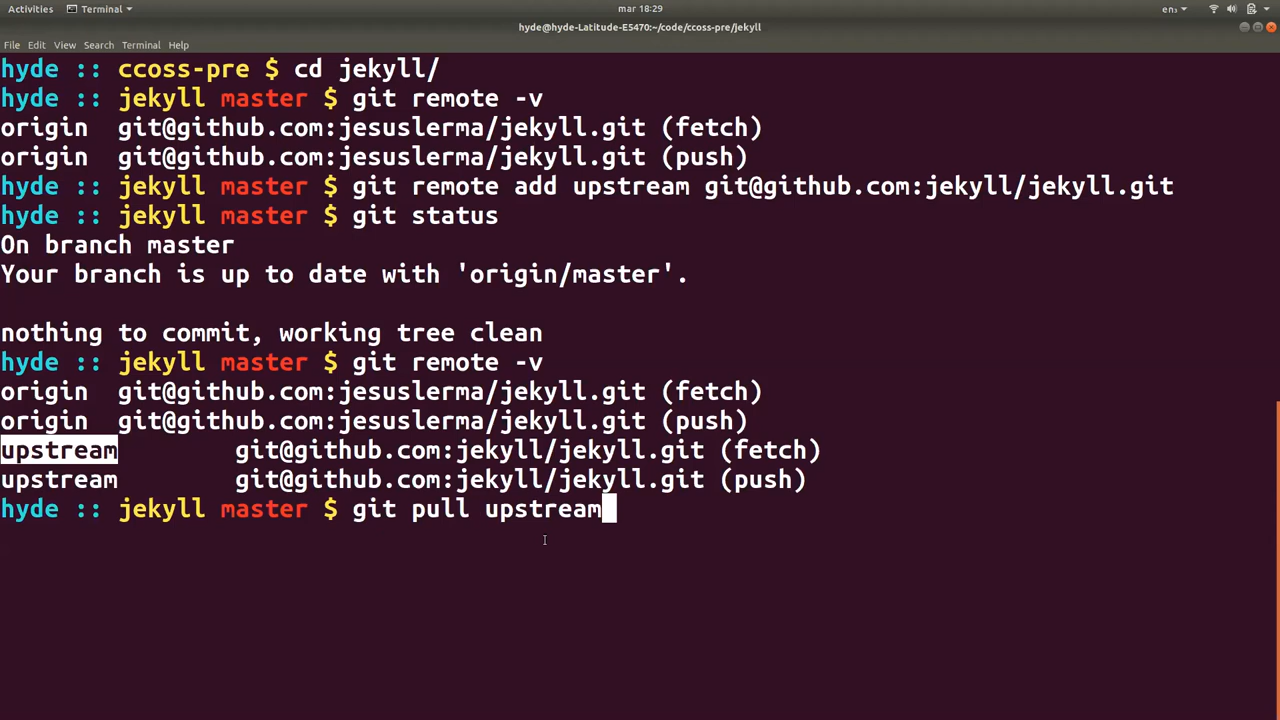 Activities Terminal mar 18:29 en₃
hyde@hyde-Latitude-E5470:~/code/ccoss-pre/jekyll
File Edit View Search Terminal Help
hyde :: ccoss-pre $ cd jekyll/
hyde :: jekyll master $ git remote -v
origin git@github.com:jesuslerma/jekyll.git (fetch)
origin git@github.com:jesuslerma/jekyll.git (push)
hyde :: jekyll master $ git remote add upstream git@github.com:jekyll/jekyll.git
hyde :: jekyll master $ git status
On branch master
Your branch is up to date with 'origin/master'.
nothing to commit, working tree clean
hyde :: jekyll master $ git remote -v
origin git@github.com:jesuslerma/jekyll.git (fetch)
origin git@github.com:jesuslerma/jekyll.git (push)
upstream git@github.com:jekyll/jekyll.git (fetch)
upstream git@github.com:jekyll/jekyll.git (push)
hyde :: jekyll master $ git pull upstream